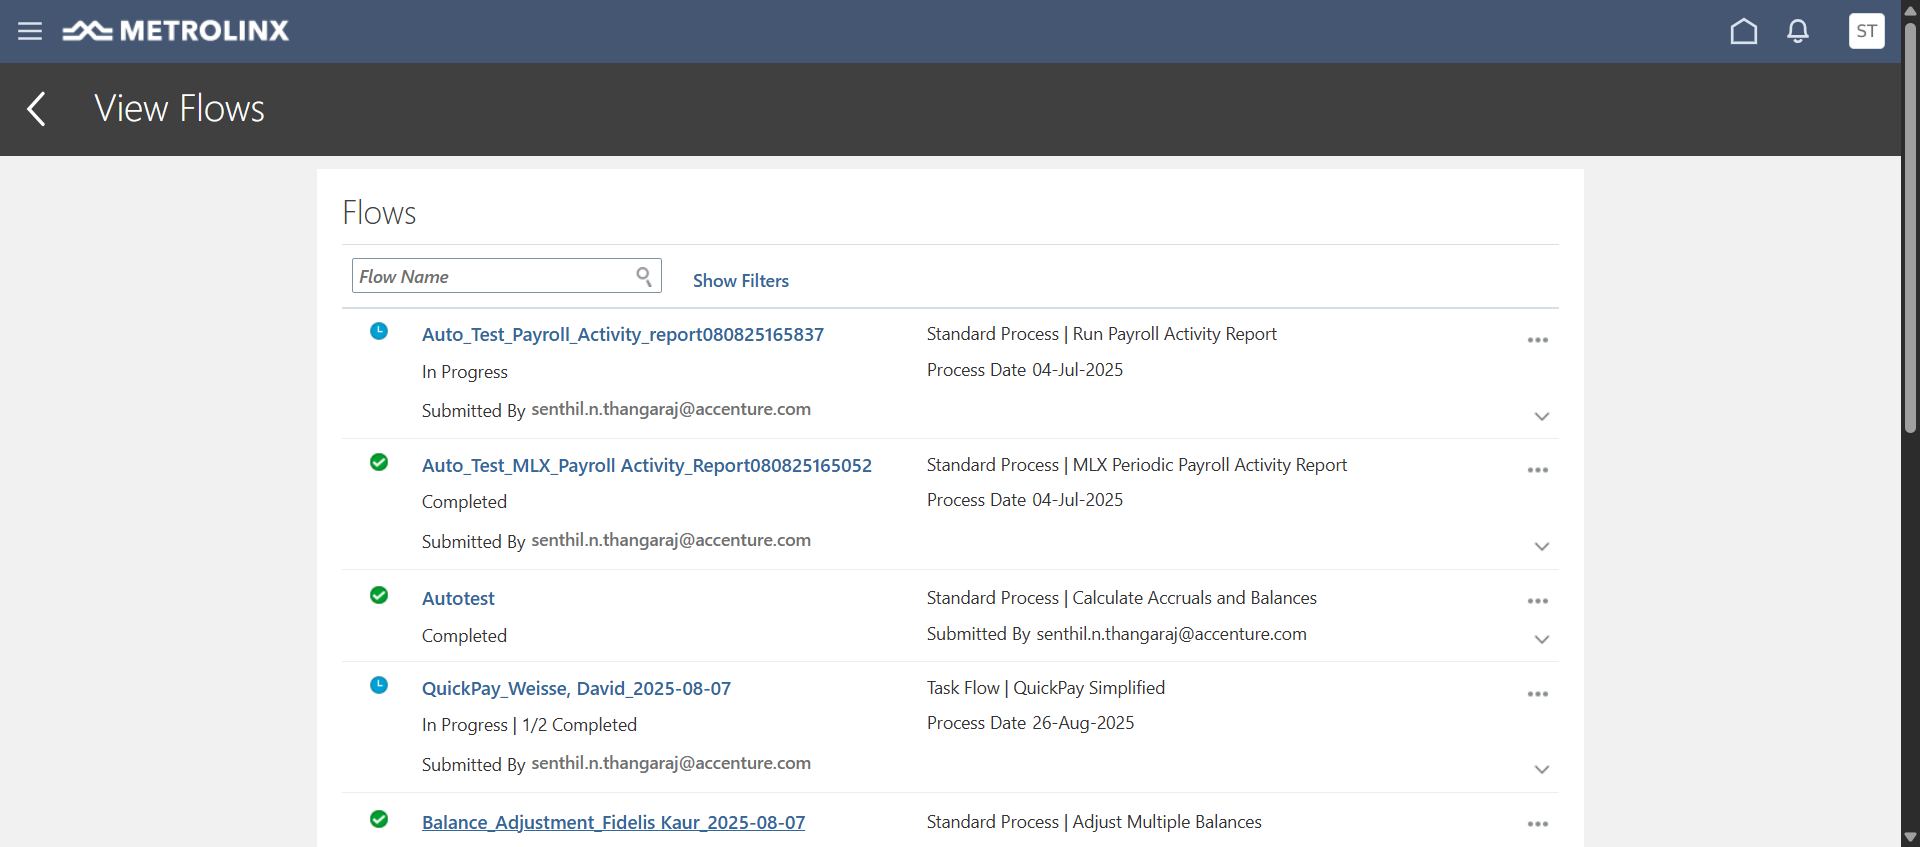 METROLINX
ST
View Flows
Flows
Flow Name
Show Filters
Auto_Test_Payroll_Activity_report080825165837
Standard Process | Run Payroll Activity Report
In Progress
Process Date 04-Jul-2025
Submitted By senthil.n.thangaraj@accenture.com
Auto_Test_MLX_Payroll Activity_Report080825165052
Standard Process | MLX Periodic Payroll Activity Report
Completed
Process Date 04-Jul-2025
Submitted By senthil.n.thangaraj@accenture.com
Autotest
Standard Process | Calculate Accruals and Balances
Completed
Submitted By senthil.n.thangaraj@accenture.com
QuickPay_Weisse, David_2025-08-07
Task Flow | QuickPay Simplified
In Progress | 1/2 Completed
Process Date 26-Aug-2025
Submitted By senthil.n.thangaraj@accenture.com
Balance_Adjustment_Fidelis Kaur_2025-08-07
Standard Process | Adjust Multiple Balances